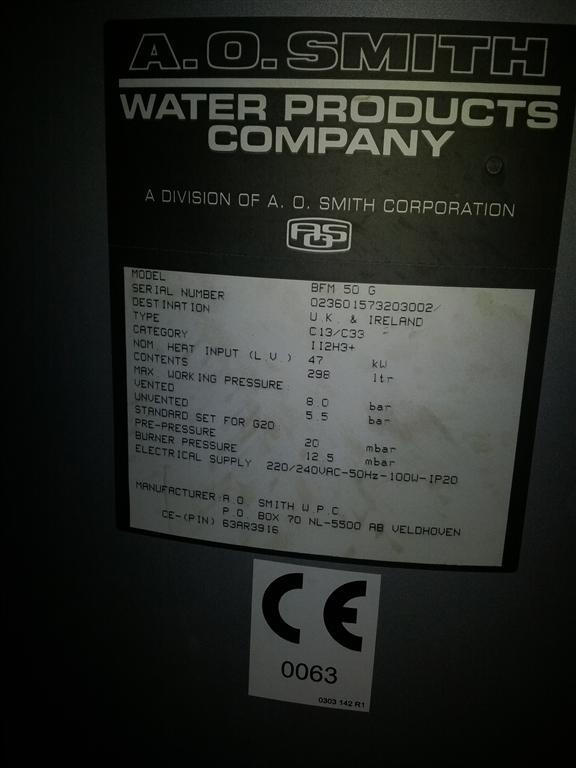 A.O.SMITH
WATER PRODUCTS
COMPANY
A DIVISION OF A. O. SMITH CORPORATION
AOS
MODEL BFM 50 G
SERIAL NUMBER 023601573203002/
DESTINATION U.K. & IRELAND
TYPE C13/C33
CATEGORY II2H3+
NOM. HEAT INPUT (L.V.) 47 kW
CONTENTS 298 ltr
MAX. WORKING PRESSURE:
VENTED 8.0 bar
UNVENTED 5.5 bar
STANDARD SET FOR G20:
PRE-PRESSURE 20 mbar
BURNER PRESSURE 12.5 mbar
ELECTRICAL SUPPLY 220/240VAC-50Hz-100W-IP20
MANUFACTURER:A.O. SMITH W.P.C.
P.O. BOX 70 NL-5500 AB VELDHOVEN
CE-(PIN) 63AR3916
CE
0063
0303 142 R1